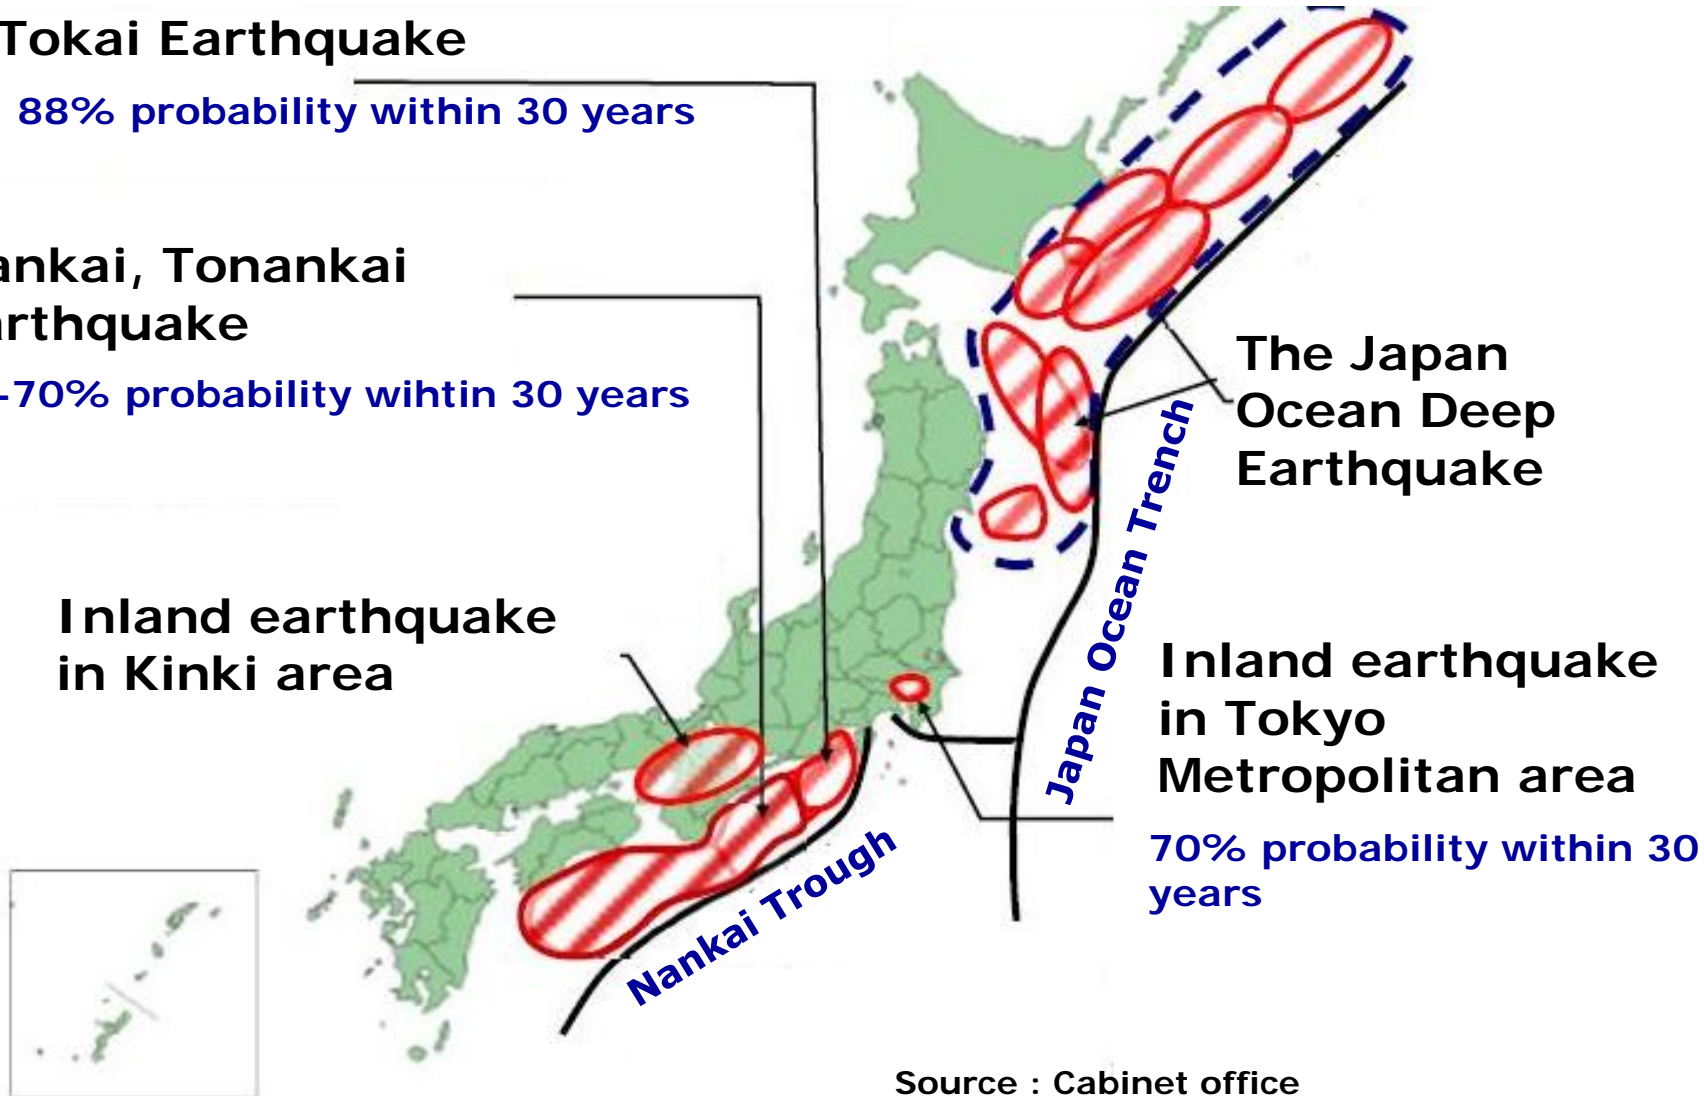 Tokai Earthquake
88% probability within 30 years
ankai, Tonankai
arthquake
-70% probability wihtin 30 years
The Japan
Ocean Deep
Earthquake
Japan Ocean Trench
Inland earthquake
in Kinki area
Inland earthquake
in Tokyo
Metropolitan area
70% probability within 30
years
Nankai Trough
Source : Cabinet office